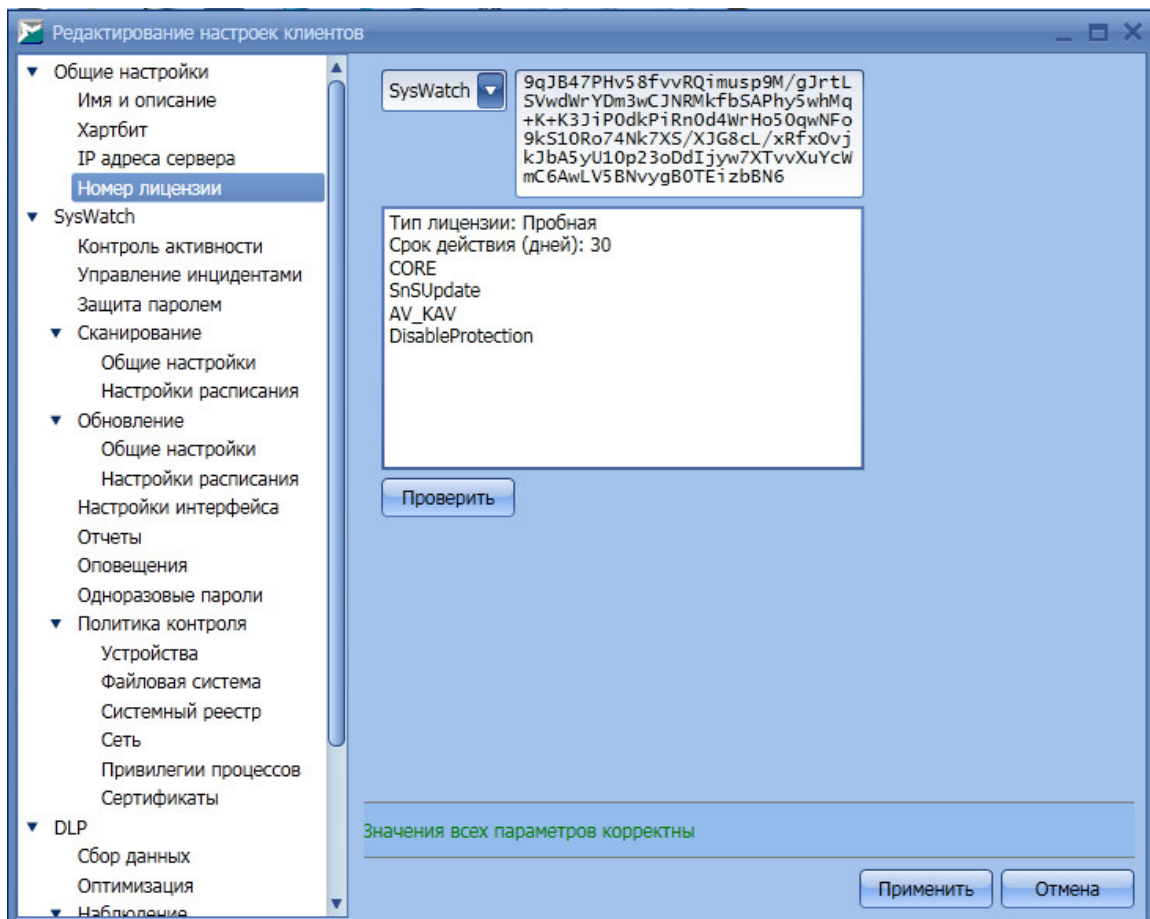 Редактирование настроек клиентов
Общие настройки
Имя и описание
Хартбит
IP адреса сервера
Номер лицензии
SysWatch
Контроль активности
Управление инцидентами
Защита паролем
Сканирование
Общие настройки
Настройки расписания
Обновление
Общие настройки
Настройки расписания
Настройки интерфейса
Отчеты
Оповещения
Одноразовые пароли
Политика контроля
Устройства
Файловая система
Системный реестр
Сеть
Привилегии процессов
Сертификаты
DLP
Сбор данных
Оптимизация
Наблюдение
SysWatch
9qJB47PHv58fvvRQimusp9M/gJrtL
SVwdWrYDm3wCJNRMkfbSAPhy5whMq
+K+K3JiP0dkPiRn0d4WrHo5OqwNFo
9kS1ORo74Nk7XS/XJG8cL/xRfxOvj
kJbA5yU1Op23oDdIjyw7XTvvXuYcW
mC6AwLV5BNvygB0TEizbBN6
Тип лицензии: Пробная
Срок действия (дней): 30
CORE
SnSUpdate
AV_KAV
DisableProtection
Проверить
Значения всех параметров корректны
Применить
Отмена